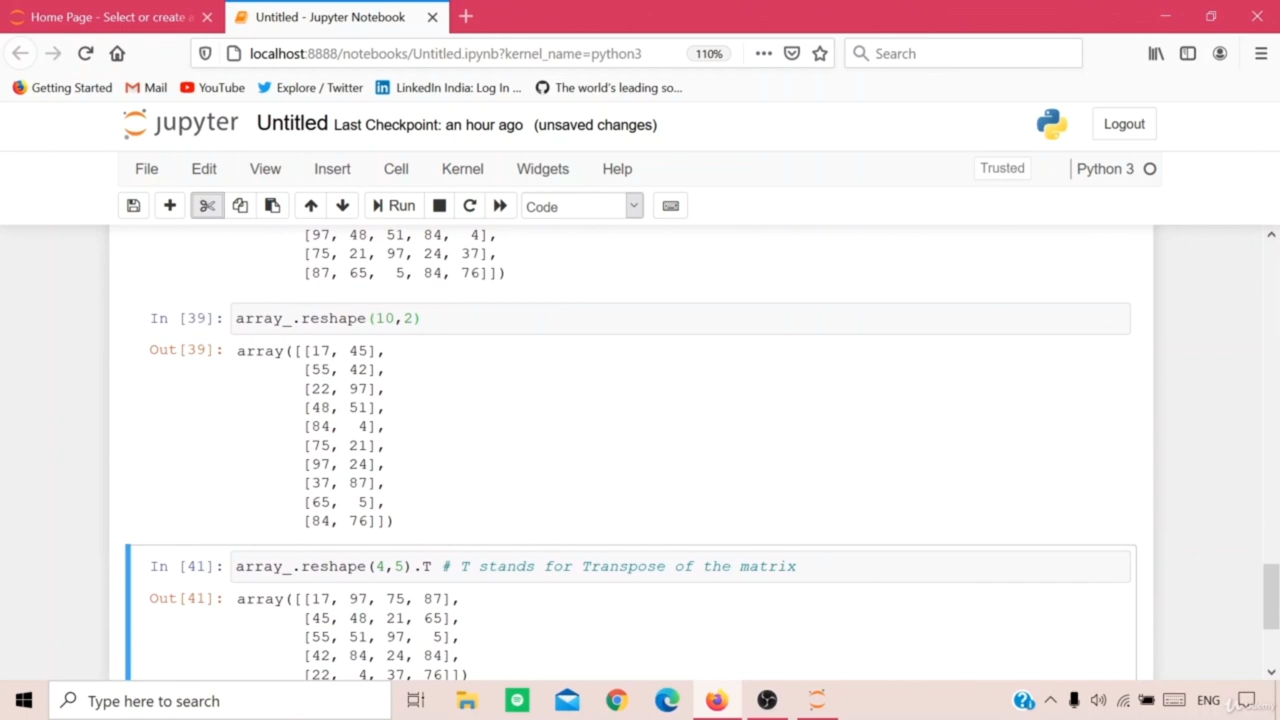 Home Page - Select or create a
Untitled - Jupyter Notebook
localhost:8888/notebooks/Untitled.ipynb?kernel_name=python3
110%
Search
Getting Started
Mail
YouTube
Explore / Twitter
LinkedIn India: Log In ...
The world's leading so...
jupyter
Untitled Last Checkpoint: an hour ago (unsaved changes)
Logout
File Edit View Insert Cell Kernel Widgets Help
Trusted
Python 3
Run
Code
[97, 48, 51, 84, 4],
[75, 21, 97, 24, 37],
[87, 65, 5, 84, 76]])
In [39]: array_.reshape(10,2)
Out[39]: array([[17, 45],
[55, 42],
[22, 97],
[48, 51],
[84, 4],
[75, 21],
[97, 24],
[37, 87],
[65, 5],
[84, 76]])
In [41]: array_.reshape(4,5).T # T stands for Transpose of the matrix
Out[41]: array([[17, 97, 75, 87],
[45, 48, 21, 65],
[55, 51, 97, 5],
[42, 84, 24, 84],
[22, 4, 37, 76]])
Type here to search
ENG
Udemy